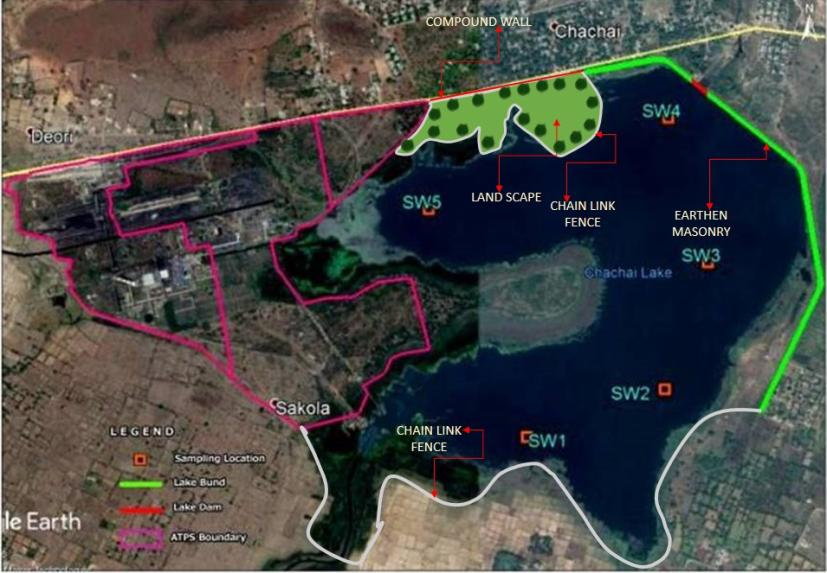 COMPOUND WALL
Chachai
N
SW4
Deori
LAND SCAPE
CHAIN LINK
FENCE
SW5
EARTHEN
MASONRY
SW3
Chachai Lake
SW2
Sakola
CHAIN LINK
FENCE
SW1
LEGEND
Sampling Location
Lake Bund
Lake Dam
ATPS Boundary
le Earth